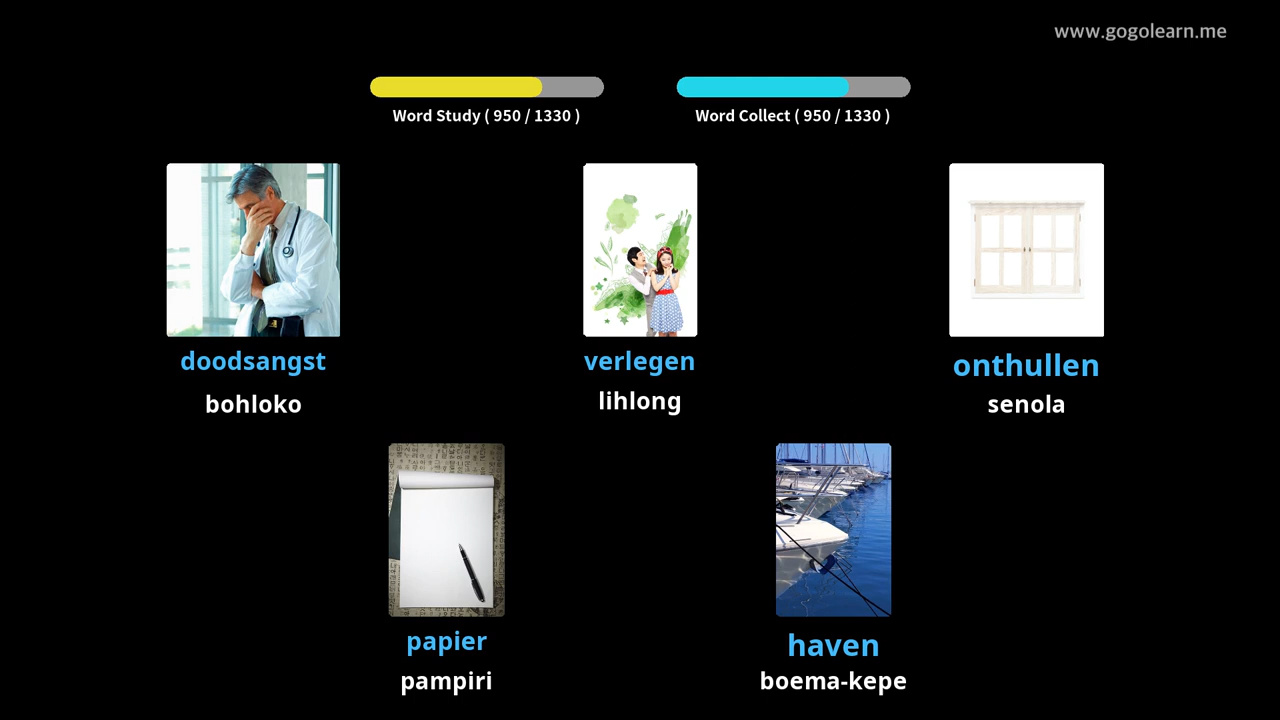 www.gogolearn.me
Word Study ( 950 / 1330 )
Word Collect ( 950 / 1330 )
doodsangst
verlegen
onthullen
bohloko
lihlong
senola
papier
haven
pampiri
boema-kepe